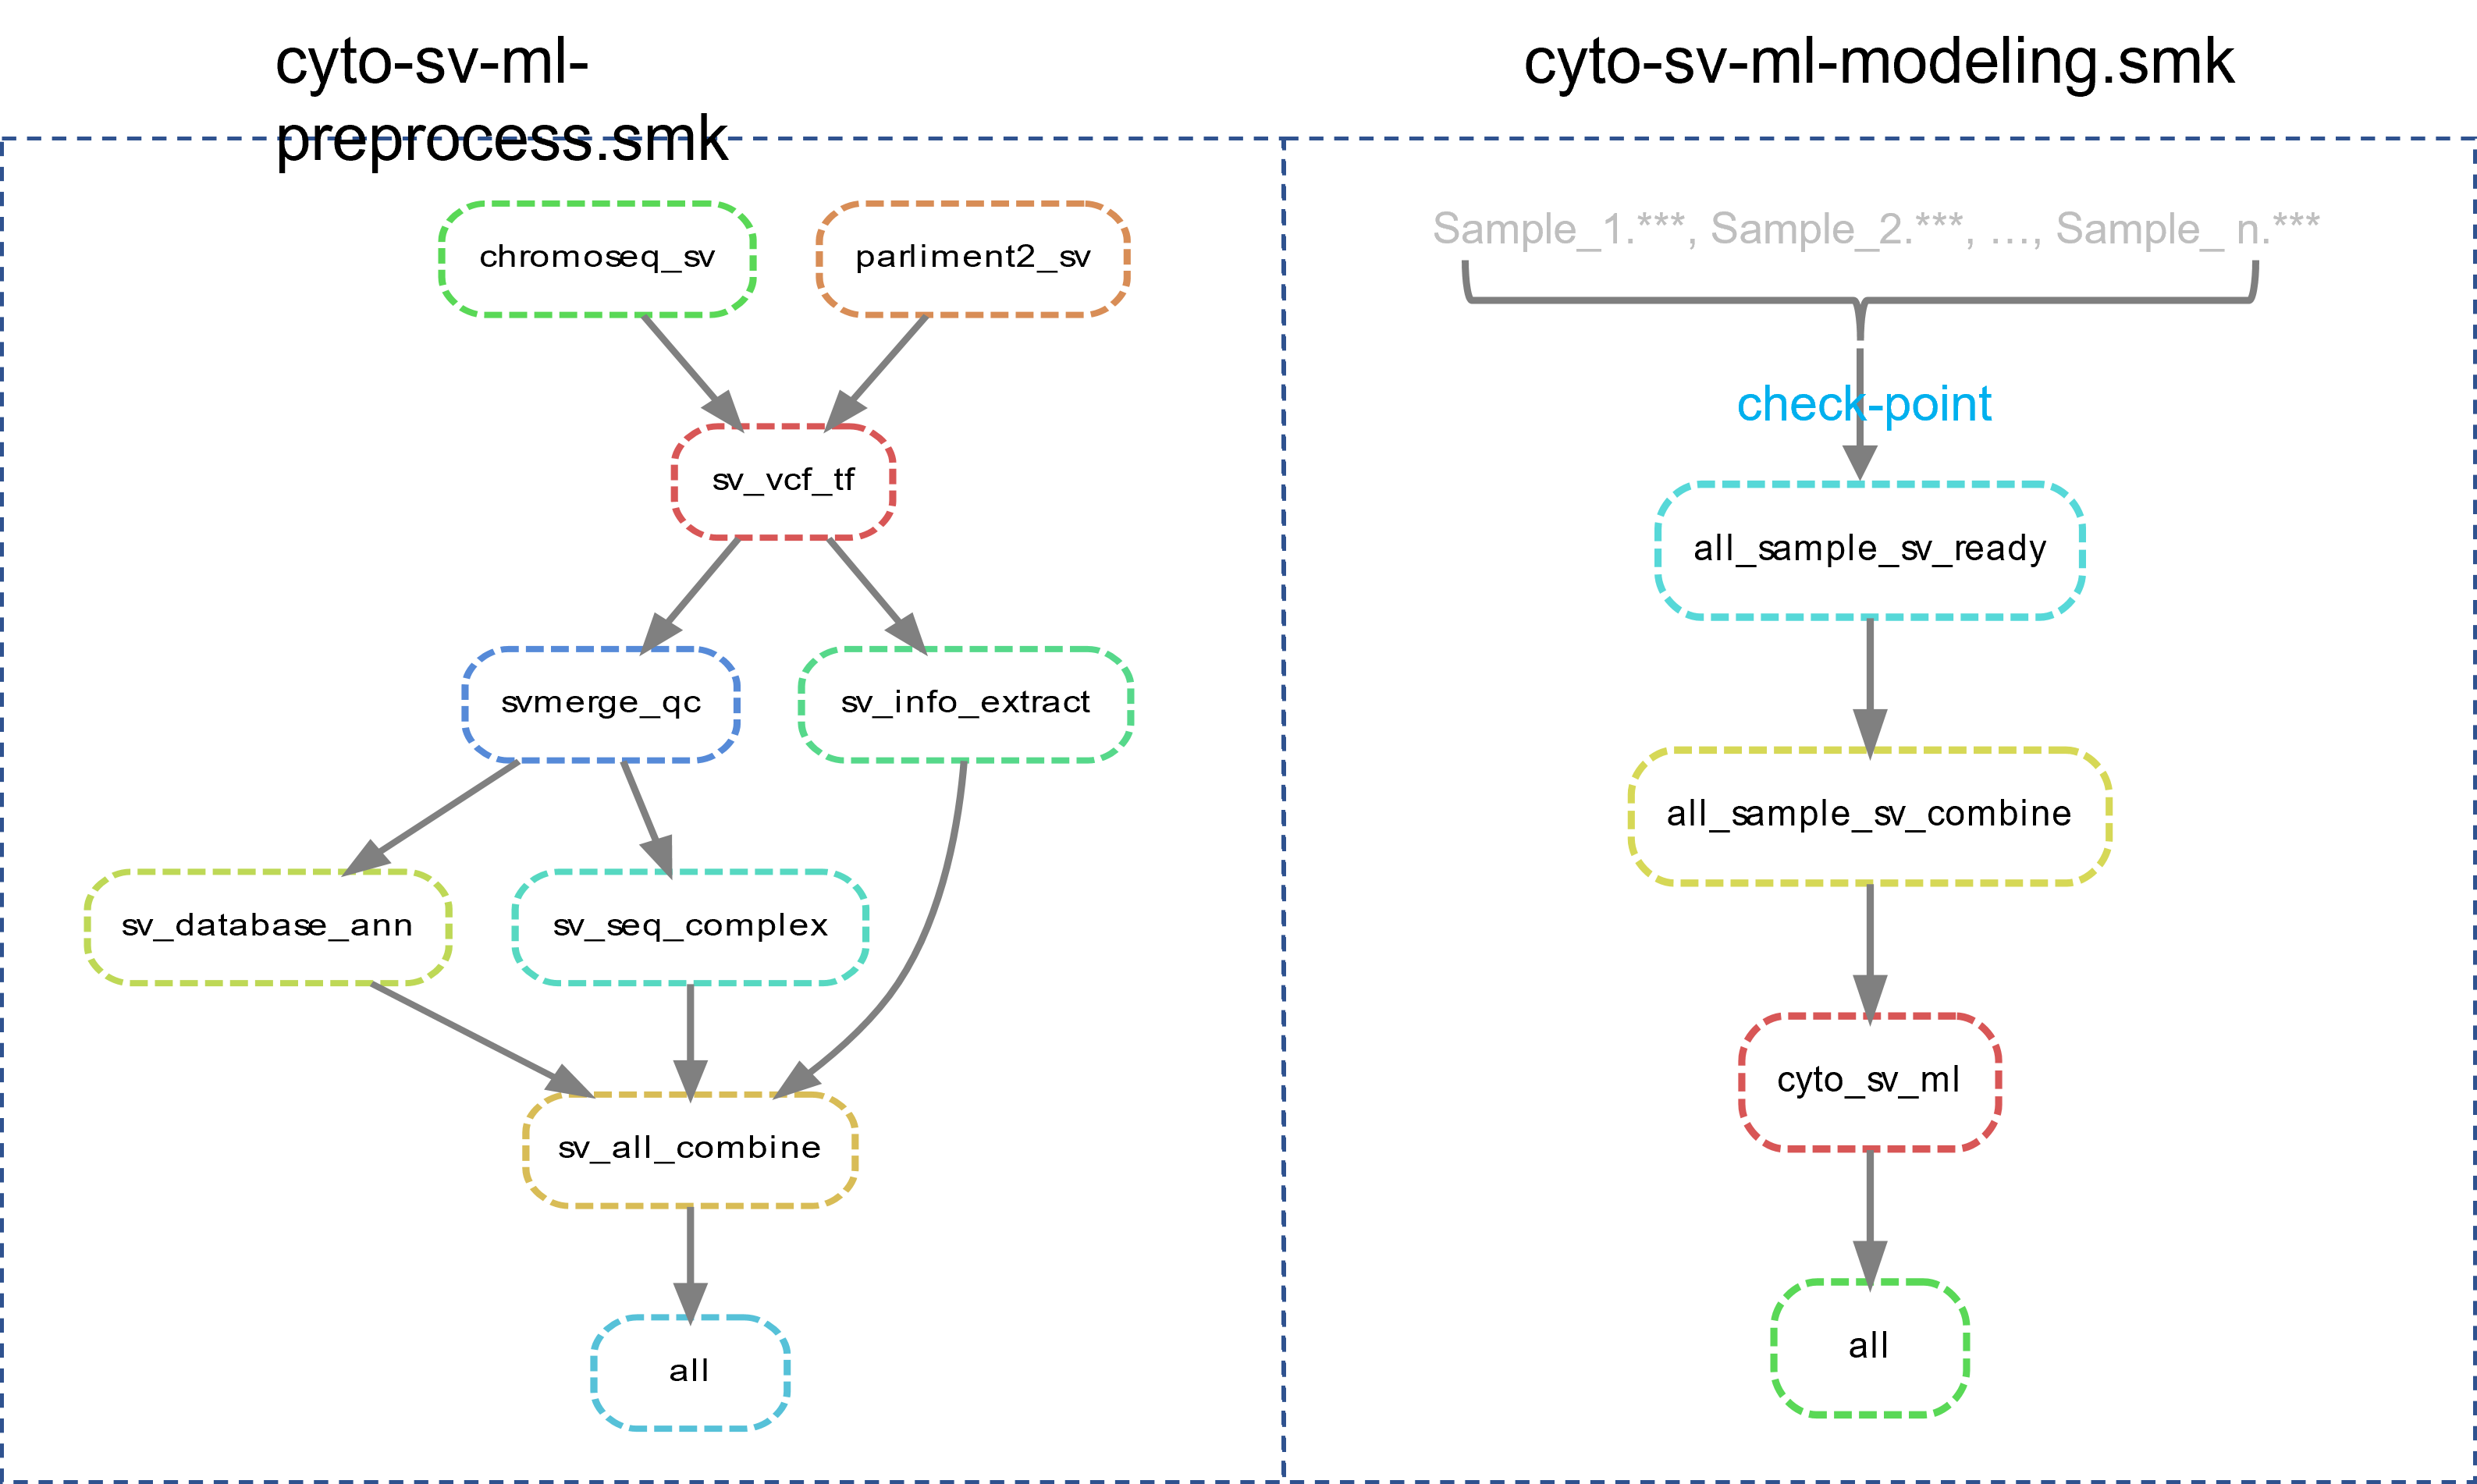 cyto-sv-ml-
preprocess.smk
chromoseq_sv
parliment2_sv
sv_vcf_tf
svmerge_qc
sv_info_extract
sv_database_ann
sv_seq_complex
sv_all_combine
all
cyto-sv-ml-modeling.smk
Sample_1.***, Sample_2.***, ..., Sample_ n.***
check-point
all_sample_sv_ready
all_sample_sv_combine
cyto_sv_ml
all